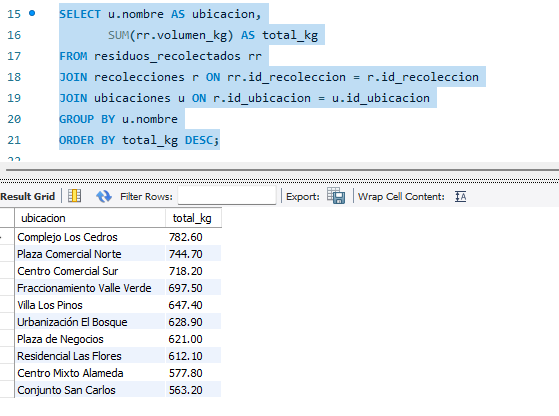 15 SELECT u.nombre AS ubicacion,
16 SUM(rr.volumen_kg) AS total_kg
17 FROM residuos_recolectados rr
18 JOIN recolecciones r ON rr.id_recoleccion = r.id_recoleccion
19 JOIN ubicaciones u ON r.id_ubicacion = u.id_ubicacion
20 GROUP BY u.nombre
21 ORDER BY total_kg DESC;
Result Grid Filter Rows: Export: Wrap Cell Content:
ubicacion total_kg
Complejo Los Cedros 782.60
Plaza Comercial Norte 744.70
Centro Comercial Sur 718.20
Fraccionamiento Valle Verde 697.50
Villa Los Pinos 647.40
Urbanización El Bosque 628.90
Plaza de Negocios 621.00
Residencial Las Flores 612.10
Centro Mixto Alameda 577.80
Conjunto San Carlos 563.20